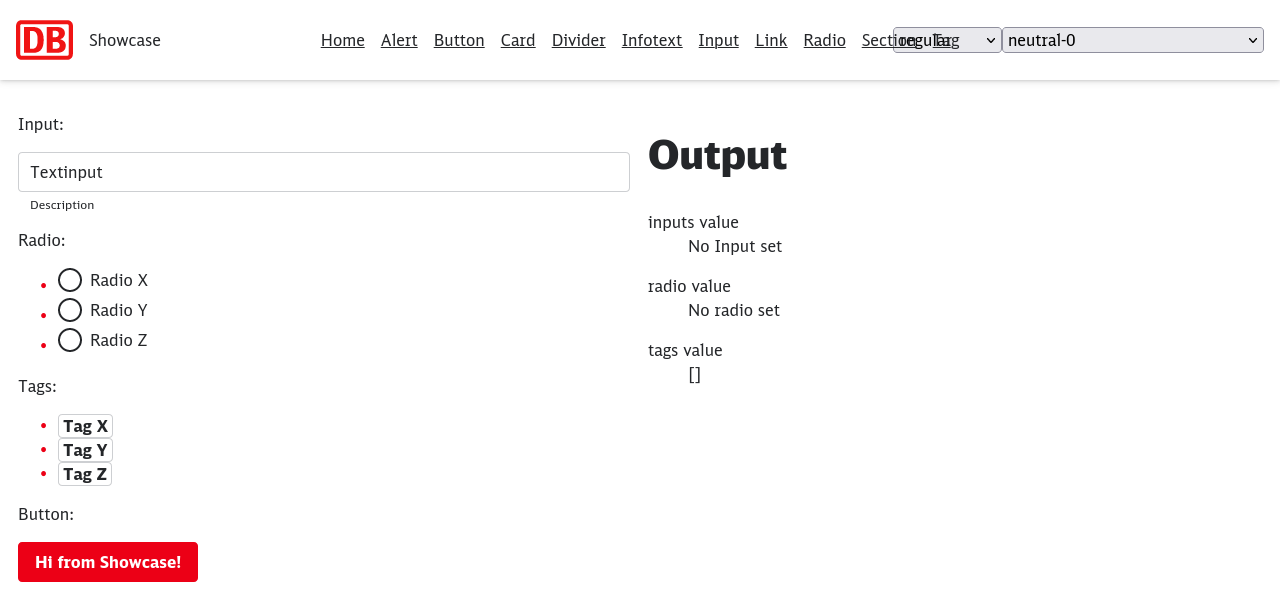 DB Showcase Home Alert Button Card Divider Infotext Input Link Radio Section Tag regular neutral-0
Input:
Textinput
Description
Radio:
Radio X
Radio Y
Radio Z
Tags:
Tag X
Tag Y
Tag Z
Button:
Hi from Showcase!
Output
inputs value
No Input set
radio value
No radio set
tags value
[]